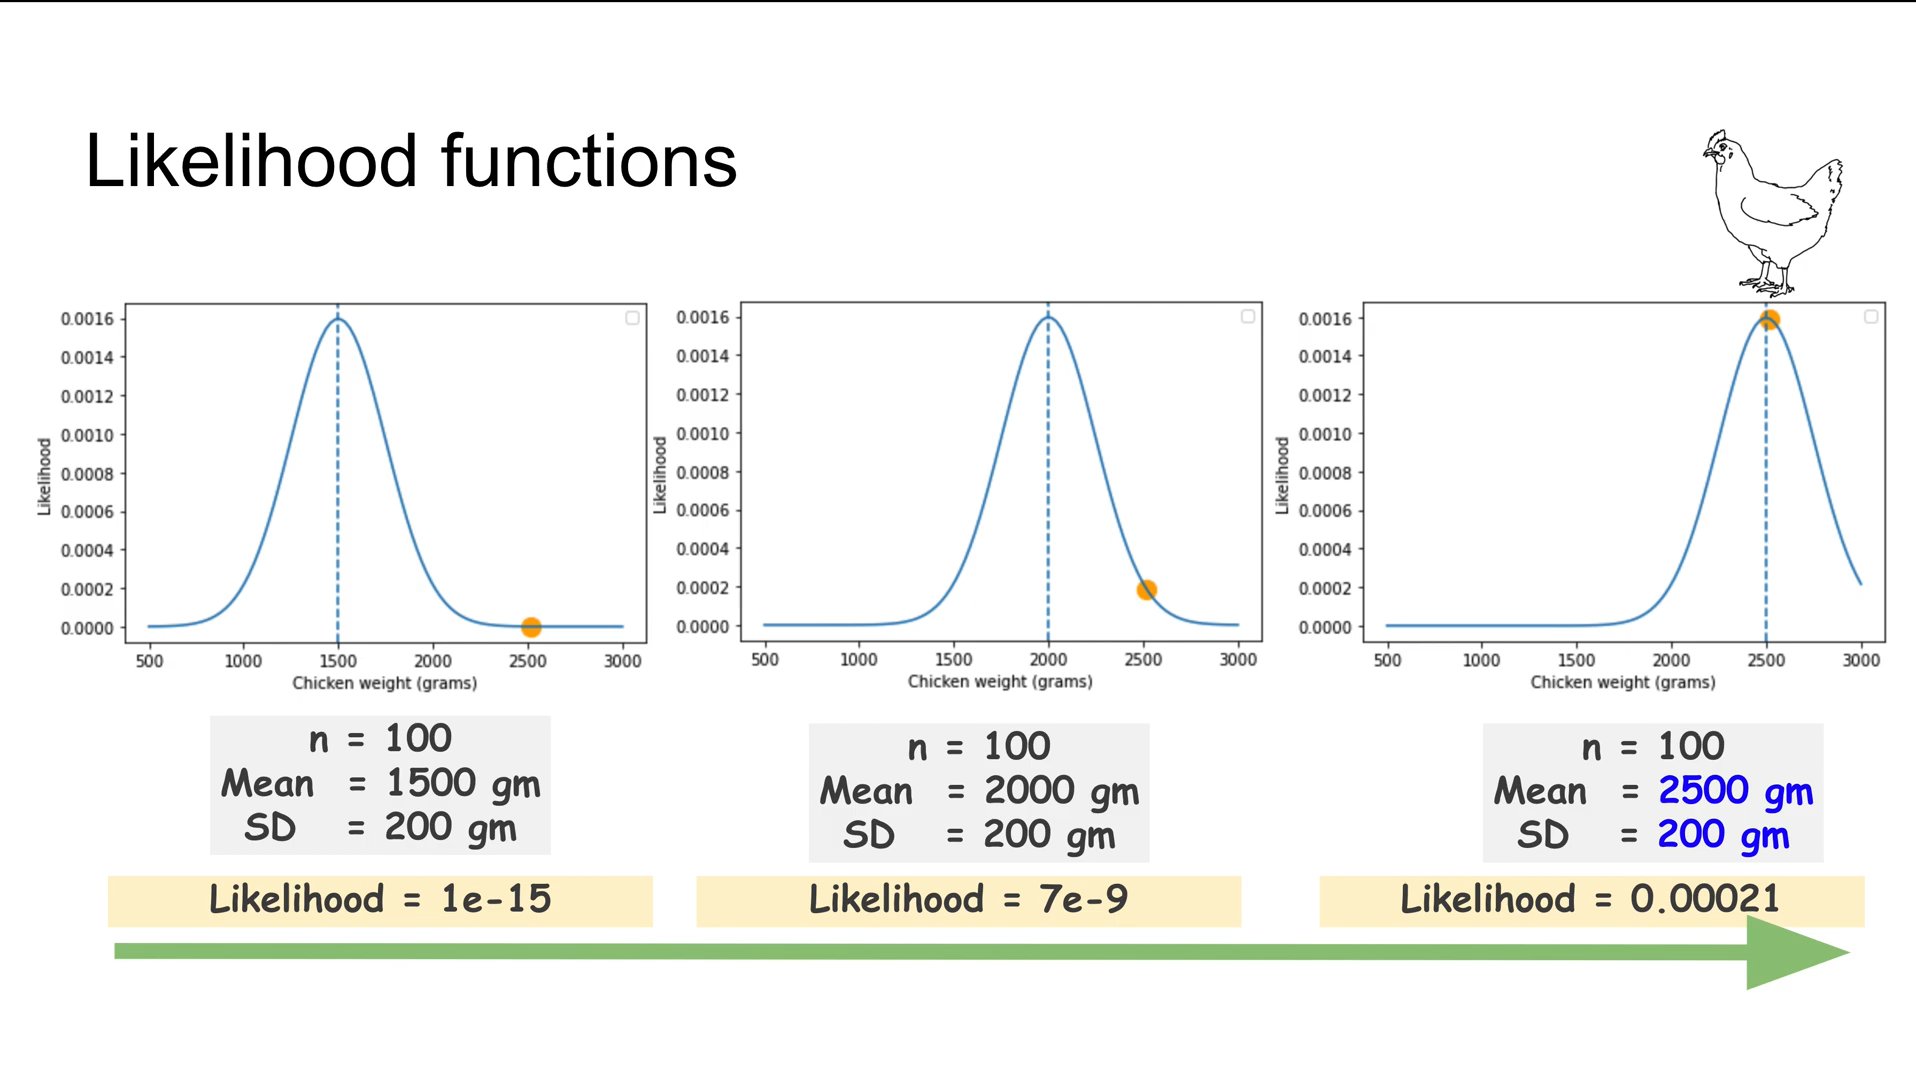 Likelihood functions
0.0016
0.0014
0.0012
0.0010
0.0008
0.0006
0.0004
0.0002
0.0000
Likelihood
500 1000 1500 2000 2500 3000
Chicken weight (grams)
0.0016
0.0014
0.0012
0.0010
0.0008
0.0006
0.0004
0.0002
0.0000
Likelihood
500 1000 1500 2000 2500 3000
Chicken weight (grams)
0.0016
0.0014
0.0012
0.0010
0.0008
0.0006
0.0004
0.0002
0.0000
Likelihood
500 1000 1500 2000 2500 3000
Chicken weight (grams)
n = 100
Mean = 1500 gm
SD = 200 gm
Likelihood = 1e-15
n = 100
Mean = 2000 gm
SD = 200 gm
Likelihood = 7e-9
n = 100
Mean = 2500 gm
SD = 200 gm
Likelihood = 0.00021